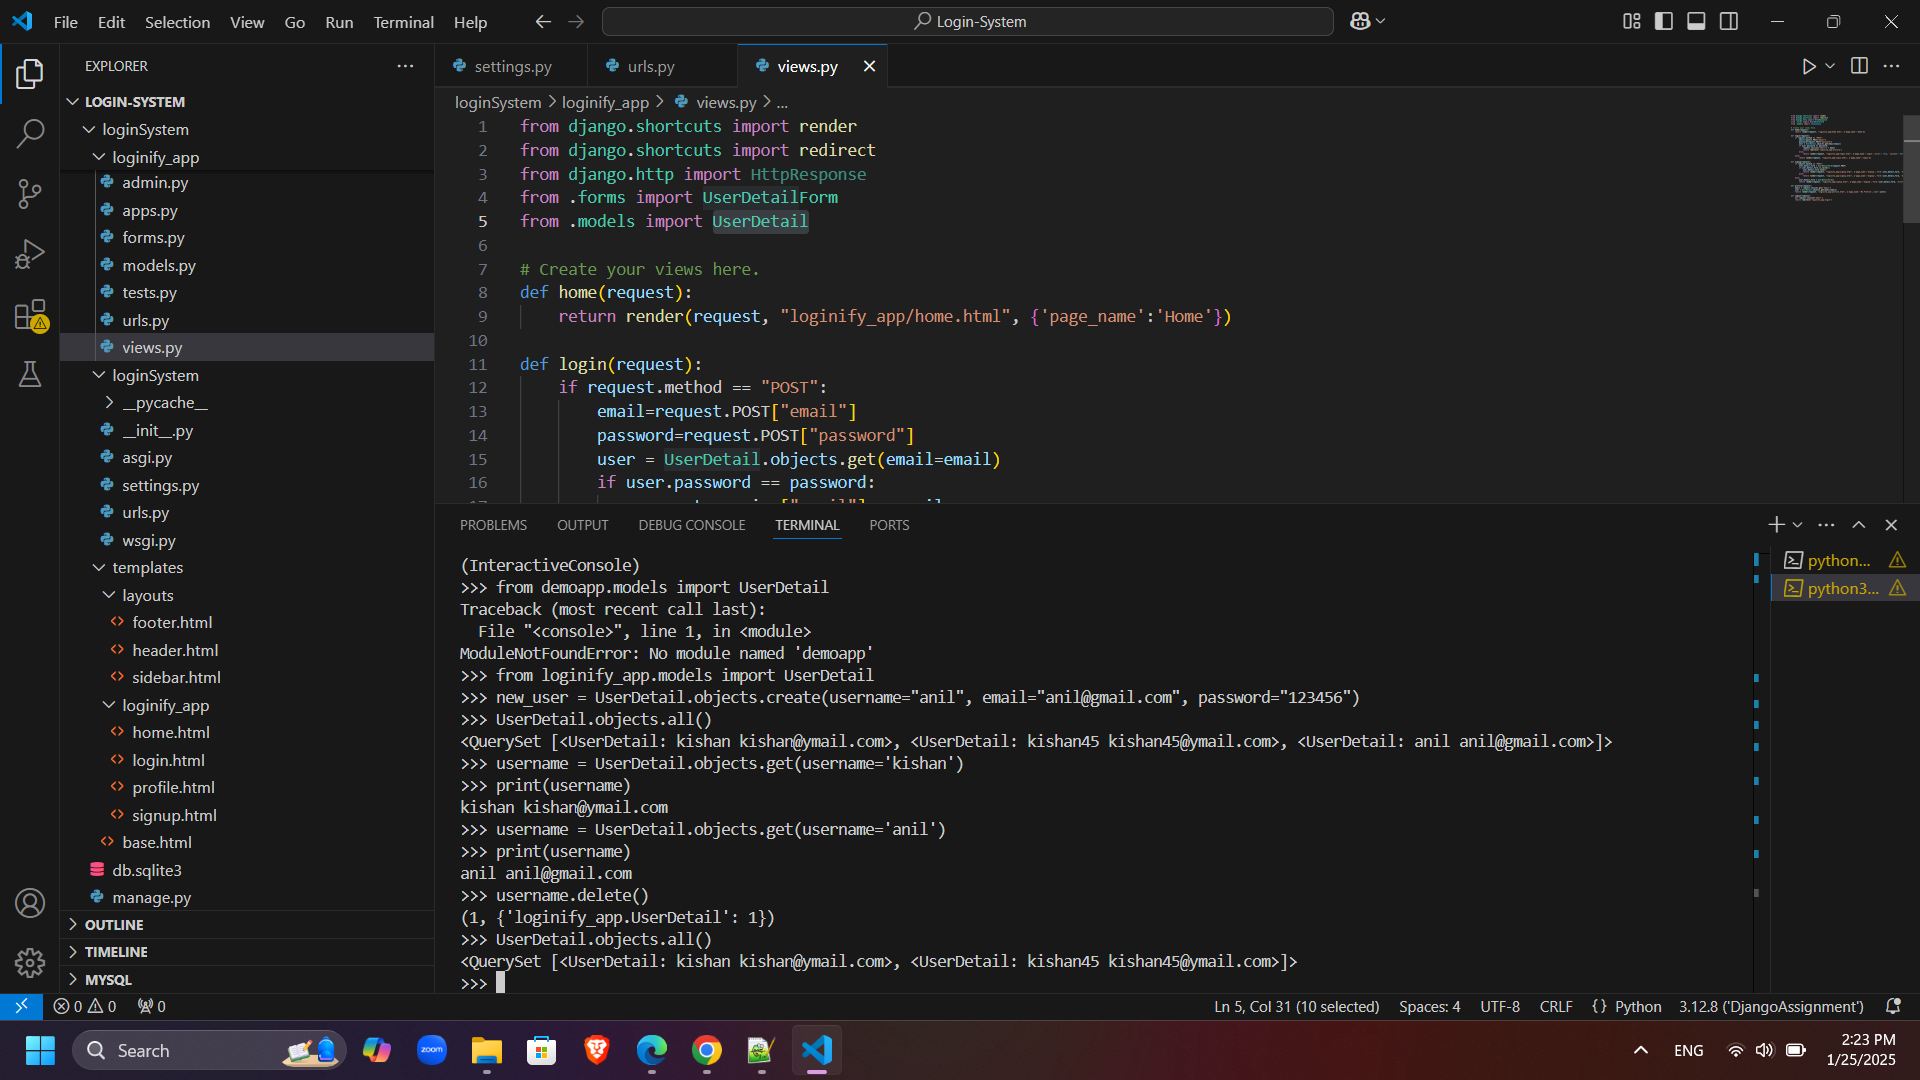 File Edit Selection View Go Run Terminal Help
Login-System
EXPLORER
LOGIN-SYSTEM
loginSystem
loginify_app
admin.py
apps.py
forms.py
models.py
tests.py
urls.py
views.py
loginSystem
__pycache__
__init__.py
asgi.py
settings.py
urls.py
wsgi.py
templates
layouts
footer.html
header.html
sidebar.html
loginify_app
home.html
login.html
profile.html
signup.html
base.html
db.sqlite3
manage.py
OUTLINE
TIMELINE
MYSQL
settings.py urls.py views.py
loginSystem > loginify_app > views.py > ...
1 from django.shortcuts import render
2 from django.shortcuts import redirect
3 from django.http import HttpResponse
4 from .forms import UserDetailForm
5 from .models import UserDetail
6
7 # Create your views here.
8 def home(request):
9 return render(request, "loginify_app/home.html", {'page_name':'Home'})
10
11 def login(request):
12 if request.method == "POST":
13 email=request.POST["email"]
14 password=request.POST["password"]
15 user = UserDetail.objects.get(email=email)
16 if user.password == password:
PROBLEMS OUTPUT DEBUG CONSOLE TERMINAL PORTS
(InteractiveConsole)
>>> from demoapp.models import UserDetail
Traceback (most recent call last):
File "<console>", line 1, in <module>
ModuleNotFoundError: No module named 'demoapp'
>>> from loginify_app.models import UserDetail
>>> new_user = UserDetail.objects.create(username="anil", email="anil@gmail.com", password="123456")
>>> UserDetail.objects.all()
<QuerySet [<UserDetail: kishan kishan@ymail.com>, <UserDetail: kishan45 kishan45@ymail.com>, <UserDetail: anil anil@gmail.com>]>
>>> username = UserDetail.objects.get(username='kishan')
>>> print(username)
kishan kishan@ymail.com
>>> username = UserDetail.objects.get(username='anil')
>>> print(username)
anil anil@gmail.com
>>> username.delete()
(1, {'loginify_app.UserDetail': 1})
>>> UserDetail.objects.all()
<QuerySet [<UserDetail: kishan kishan@ymail.com>, <UserDetail: kishan45 kishan45@ymail.com>]>
>>>
python...
python3...
0 0 0
Ln 5, Col 31 (10 selected) Spaces: 4 UTF-8 CRLF {} Python 3.12.8 ('DjangoAssignment')
Search
zoom
ENG
2:23 PM
1/25/2025